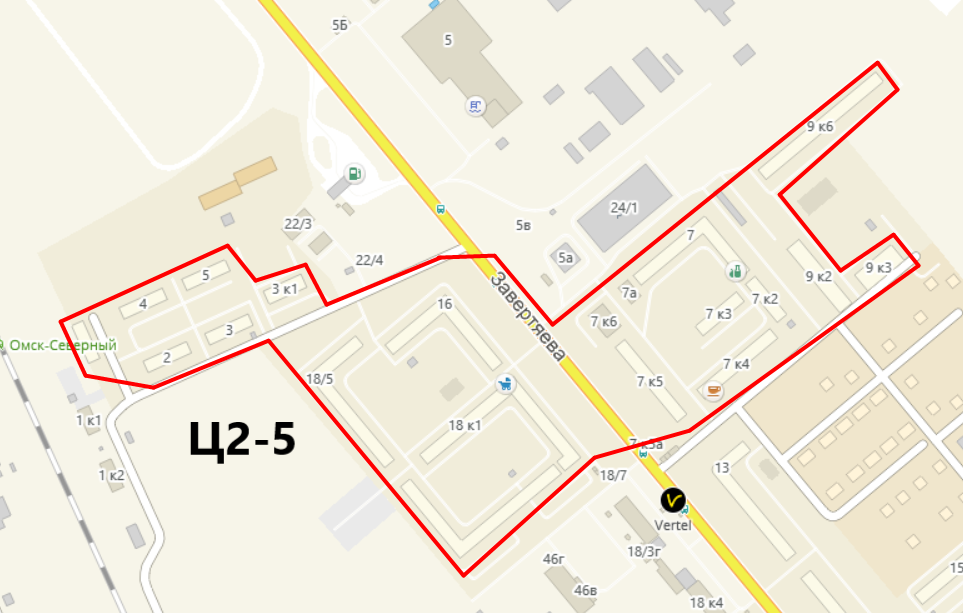 5Б
5
9 к6
24/1
22/3
5в
7
22/4
5а
9 к3
5
9 к2
3 к1
7а
7 к2
4
16
7 к3
7 к6
Завертяева
3
Омск-Северный
2
7 к4
18/5
7 к5
1 к1
18 к1
Ц2-5
7 к3а
13
1 к2
18/7
Vertel
18/3г
46г
15
46в
18 к4